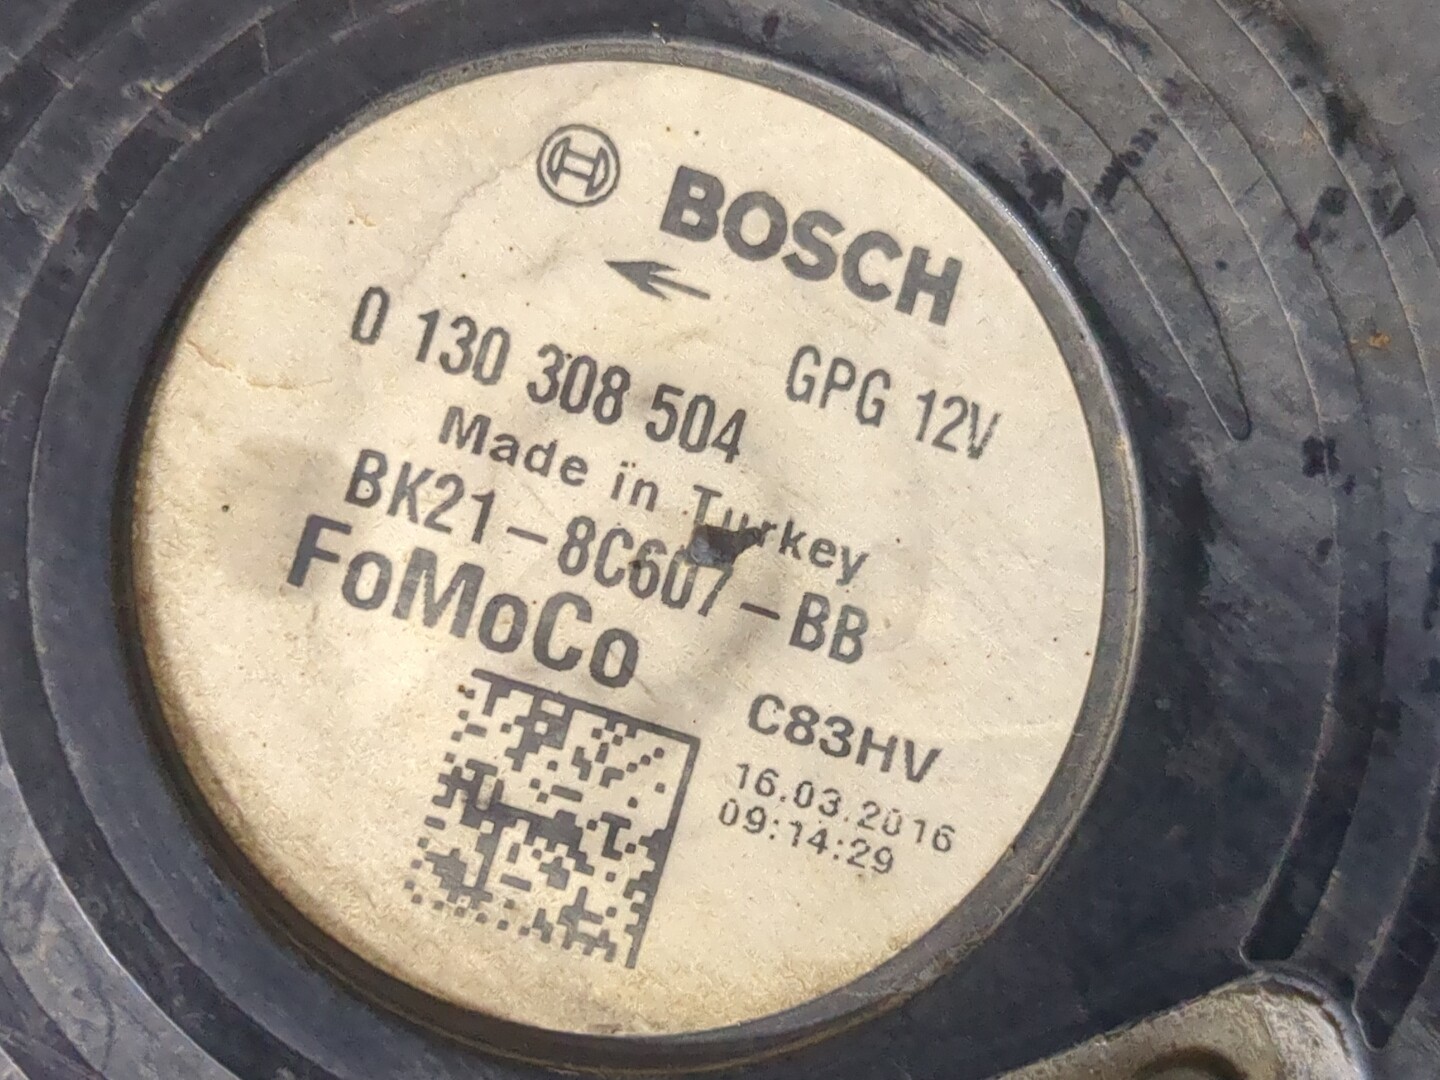 BOSCH
0 130 308 504 GPG 12V
Made in Turkey
BK21-8C607-BB
FoMoCo
C83HV
16.03.2016
09:14:29